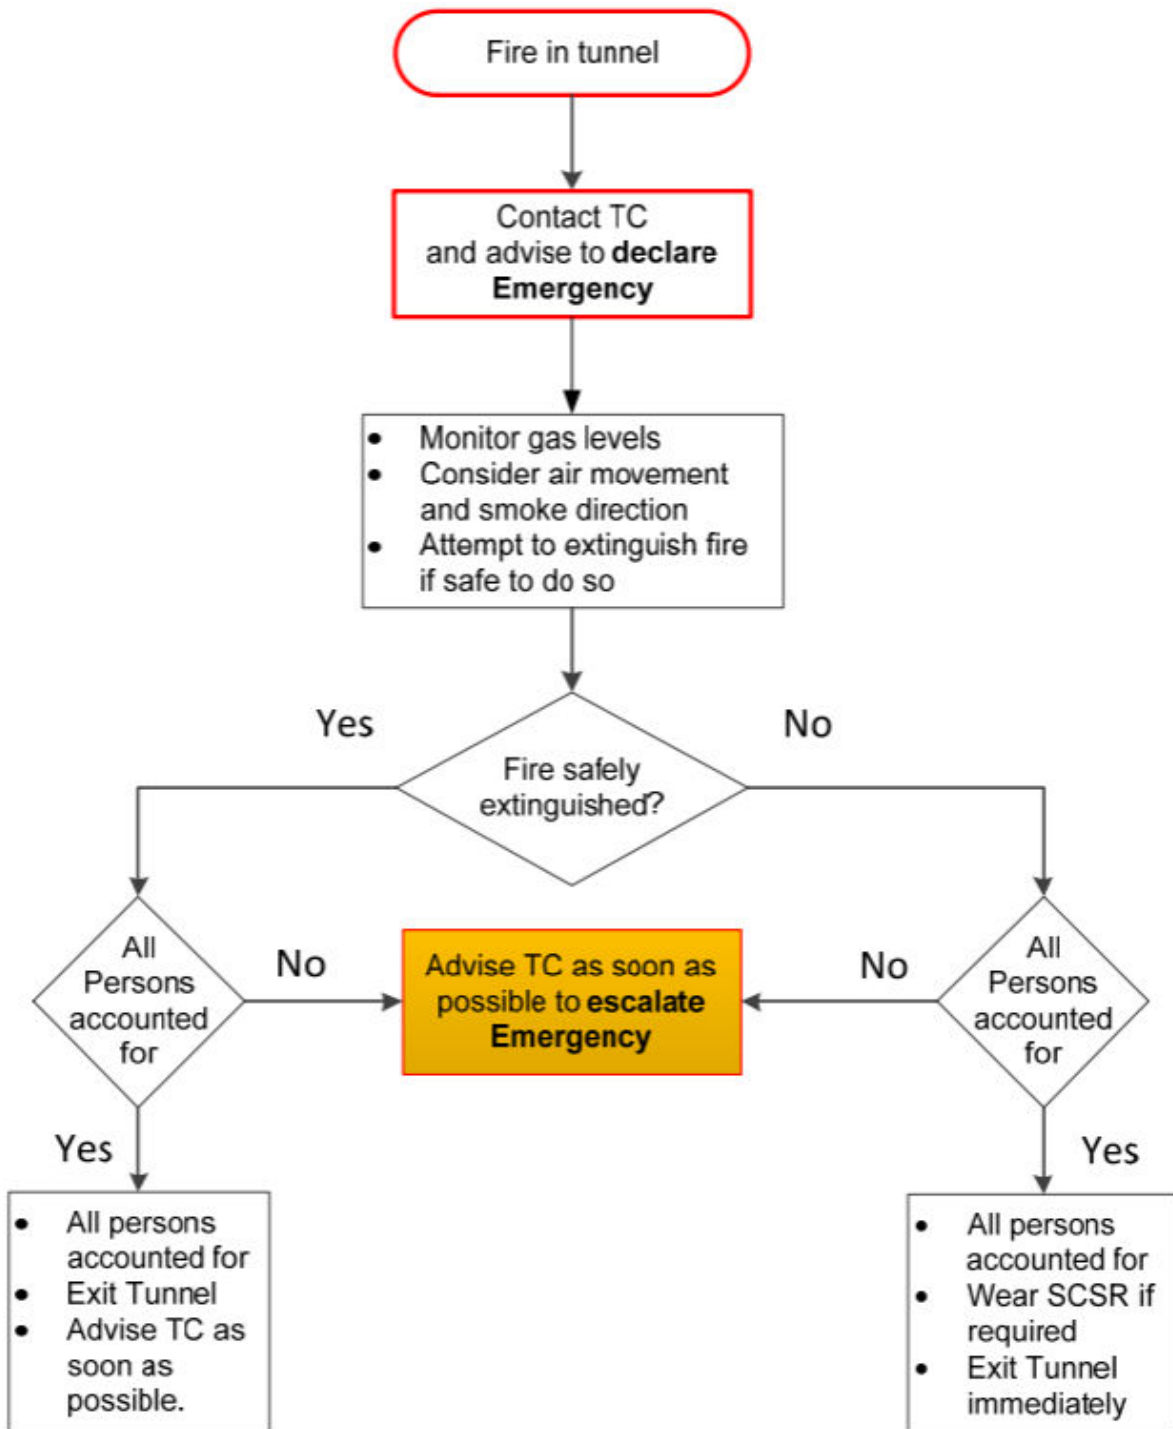 Fire in tunnel
Contact TC
and advise to declare
Emergency
• Monitor gas levels
• Consider air movement
and smoke direction
• Attempt to extinguish fire
if safe to do so
Yes
No
Fire safely
extinguished?
All
Persons
accounted
for
No
Advise TC as soon as
possible to escalate
Emergency
No
All
Persons
accounted
for
Yes
Yes
• All persons
accounted for
• Exit Tunnel
• Advise TC as
soon as
possible.
• All persons
accounted for
• Wear SCSR if
required
• Exit Tunnel
immediately